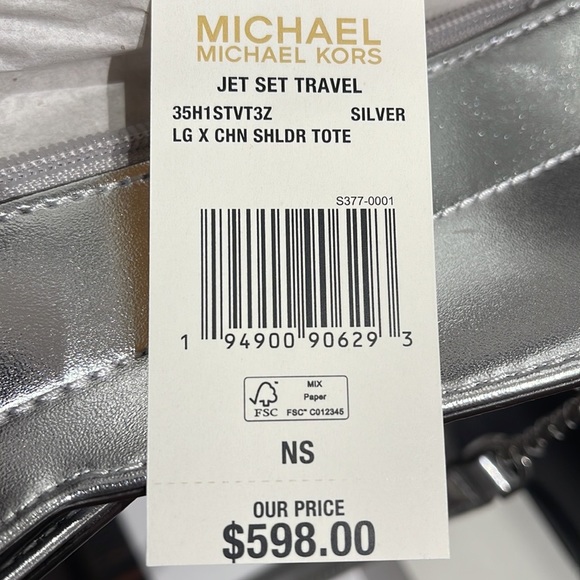 MICHAEL
MICHAEL KORS
JET SET TRAVEL
35H1STVT3Z SILVER
LG X CHN SHLDR TOTE
S377-0001
1 94900 90629 3
FSC
MIX
Paper
FSC™ C012345
NS
OUR PRICE
$598.00